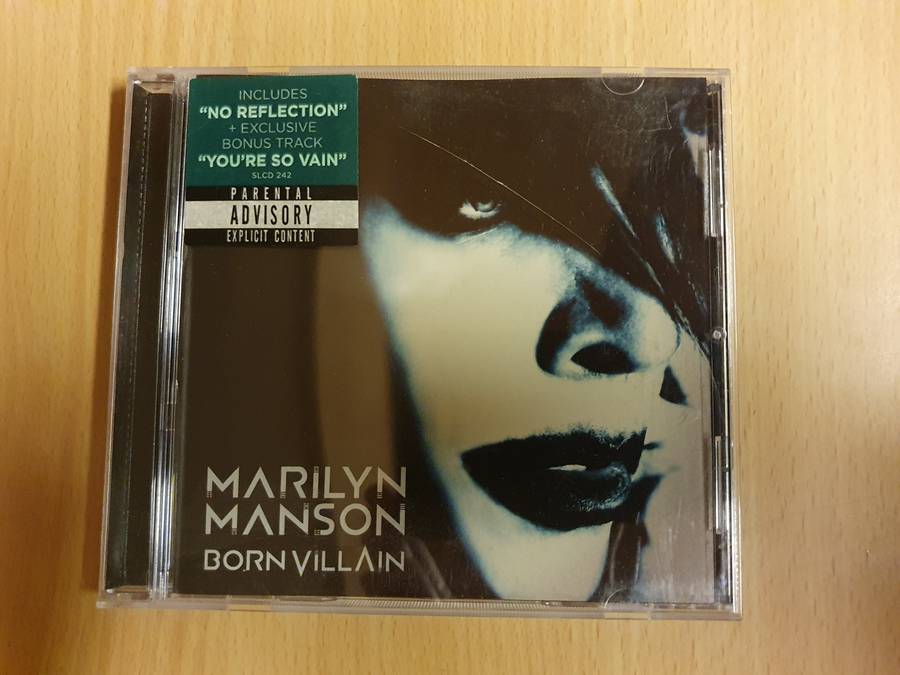 INCLUDES
“NO REFLECTION”
+ EXCLUSIVE
BONUS TRACK
“YOU’RE SO VAIN”
SLCD 242
PARENTAL
ADVISORY
EXPLICIT CONTENT
MARILYN
MANSON
BORN VILLAIN